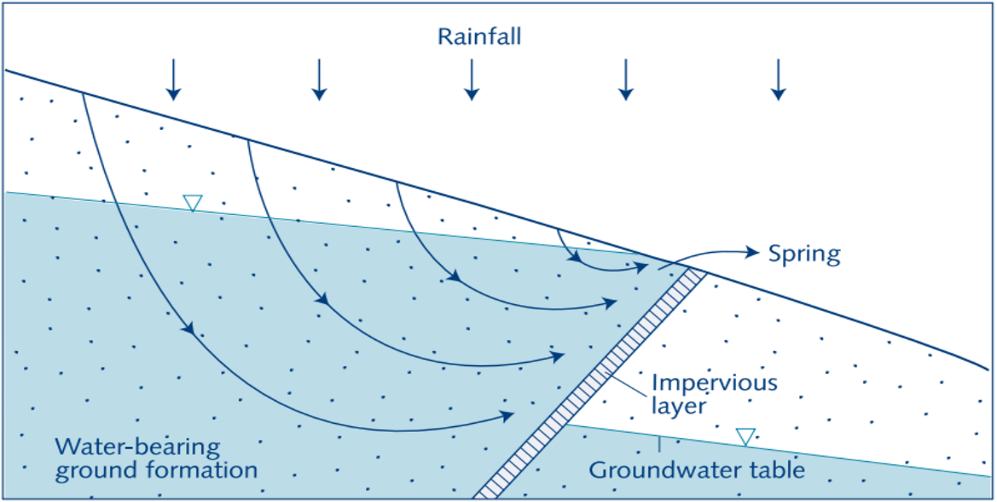 Rainfall
Spring
Impervious
layer
Water-bearing
ground formation
Groundwater table